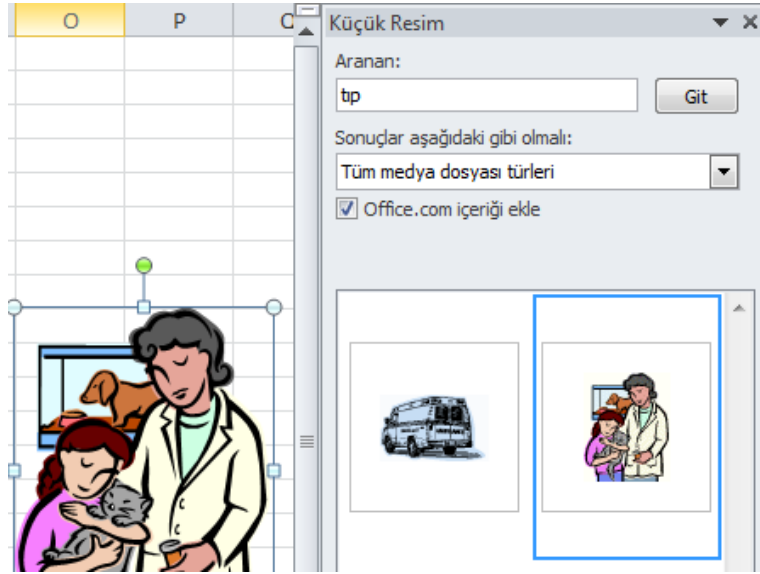 O P
Küçük Resim
Aranan:
tıp
Git
Sonuçlar aşağıdaki gibi olmalı:
Tüm medya dosyası türleri
Office.com içeriği ekle